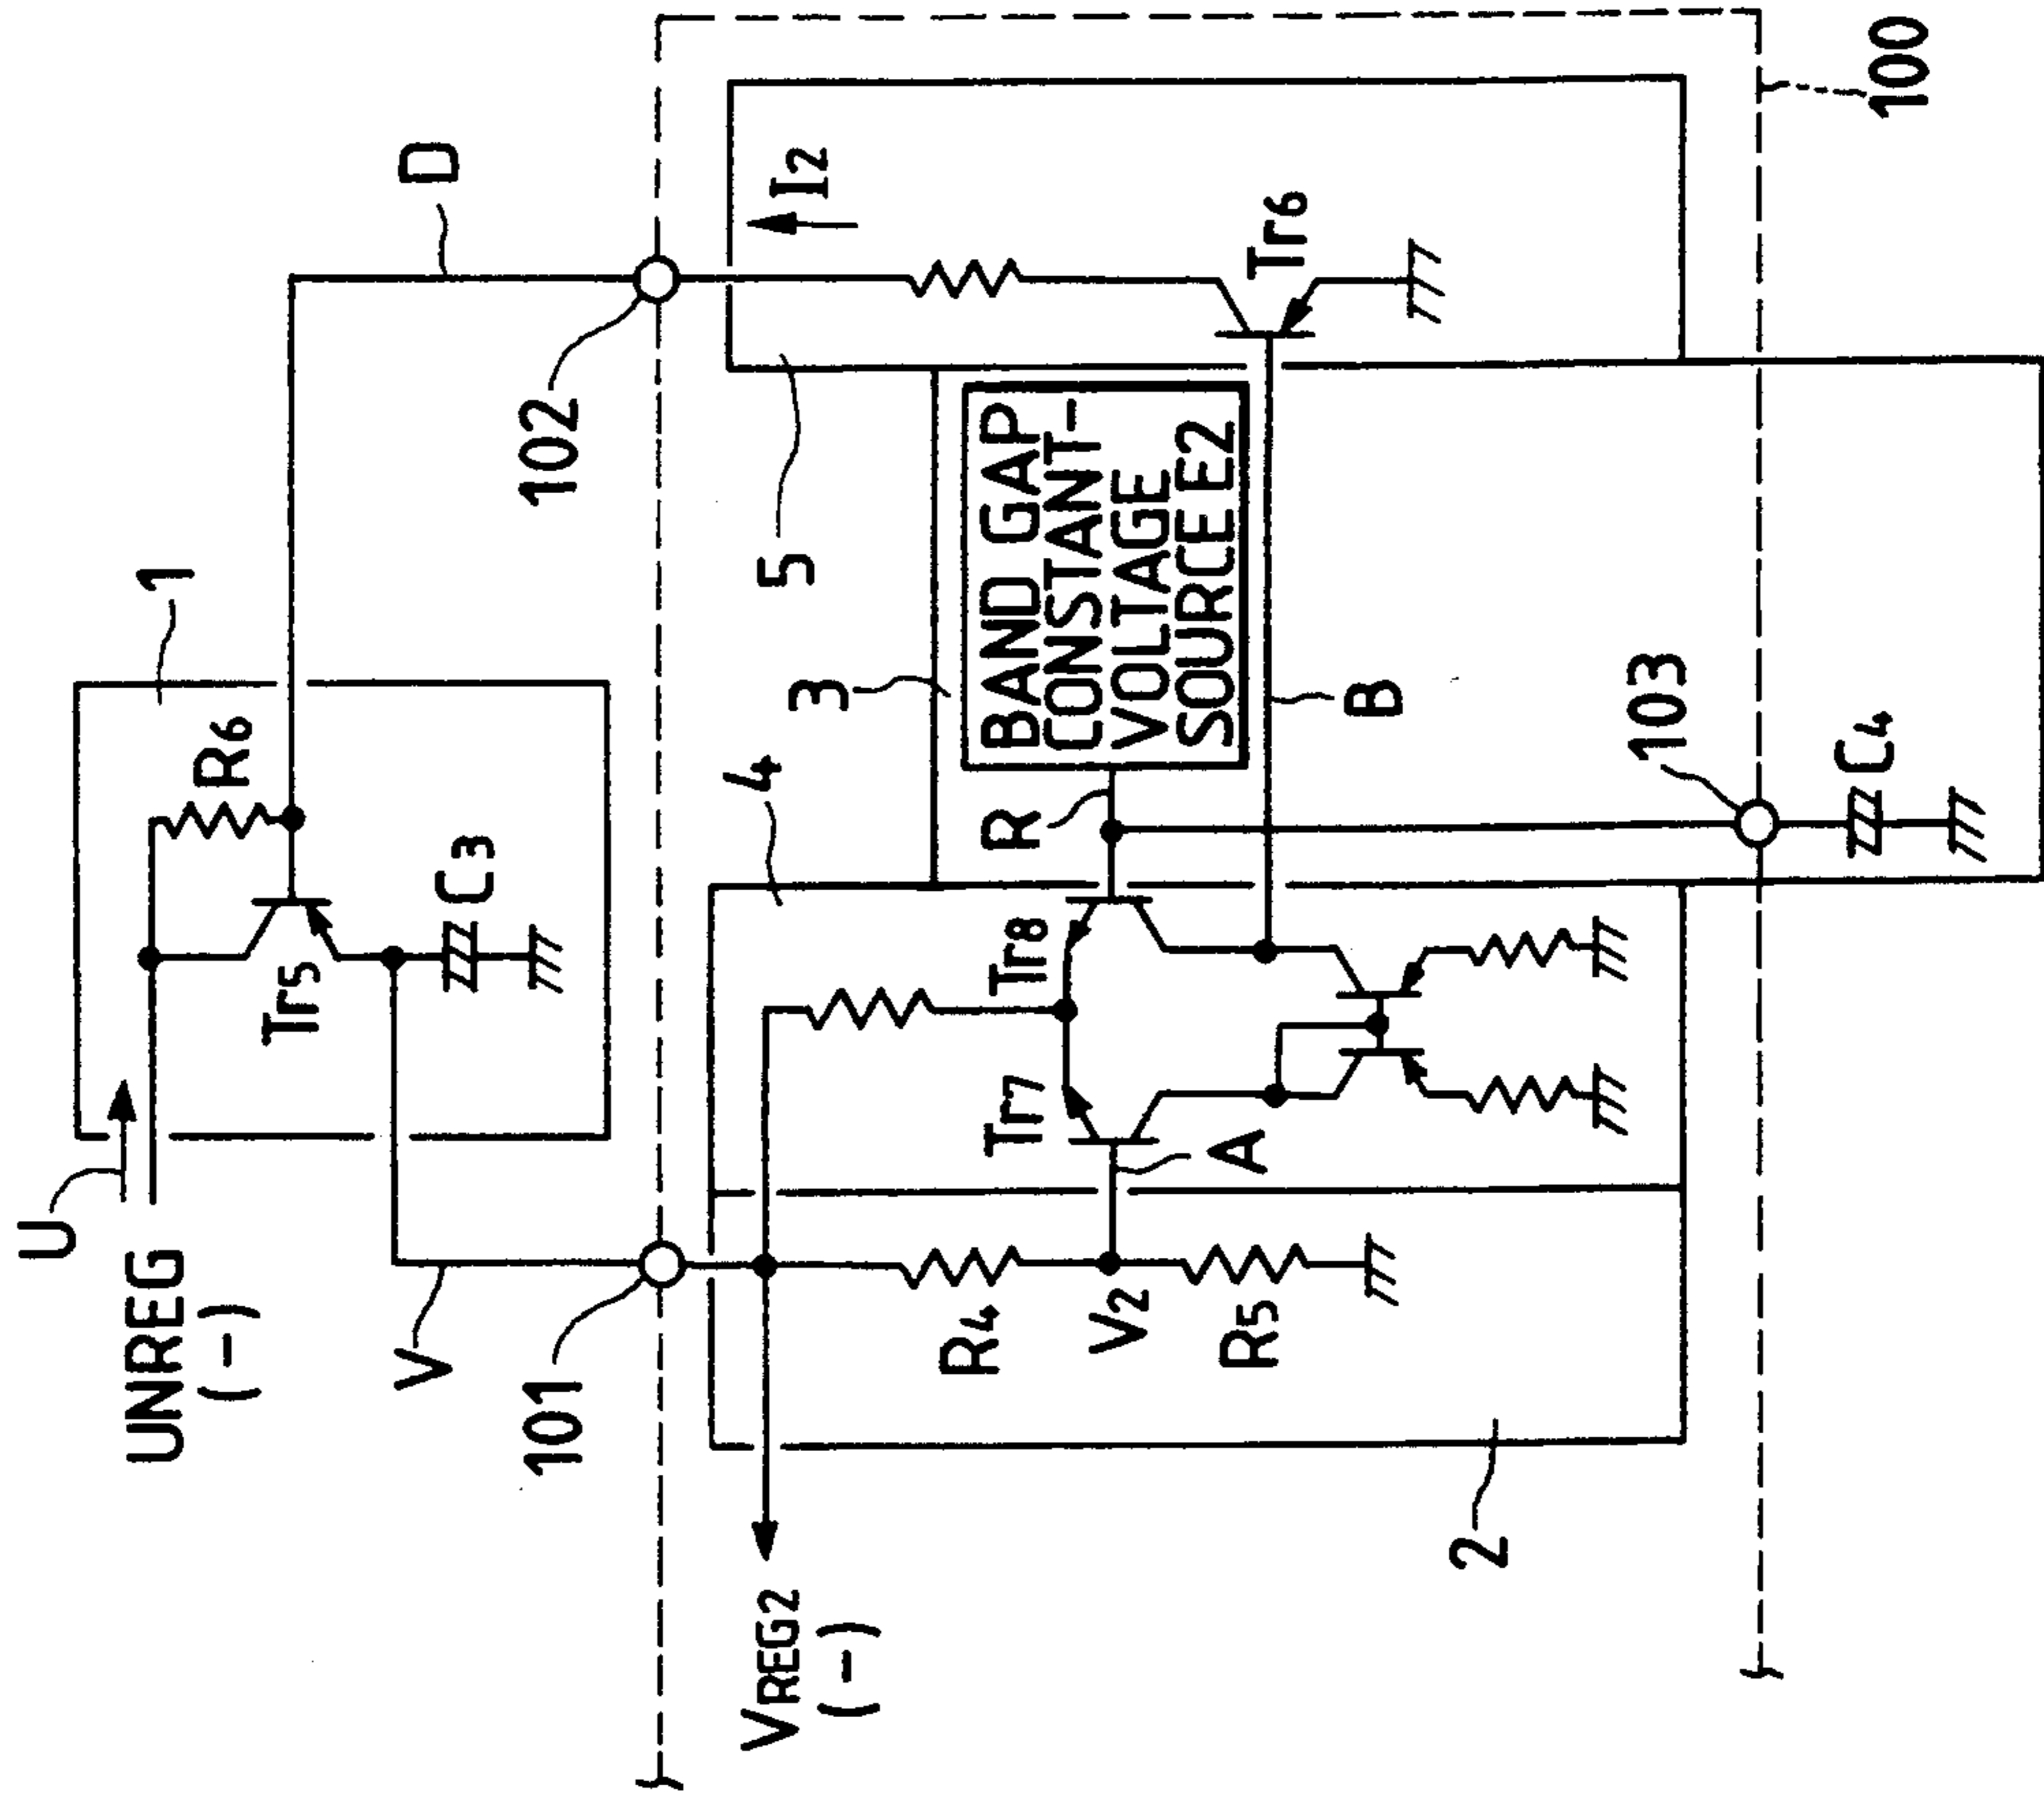 U
UNREG
(-)
1
R6
Tr5
C3
V
D
101
102
VREG2
(-)
4
3
5
I2
R4
V2
R5
2
Tr7
Tr8
A
R
BAND GAP
CONSTANT-
VOLTAGE
SOURCE E2
B
Tr6
103
C4
100